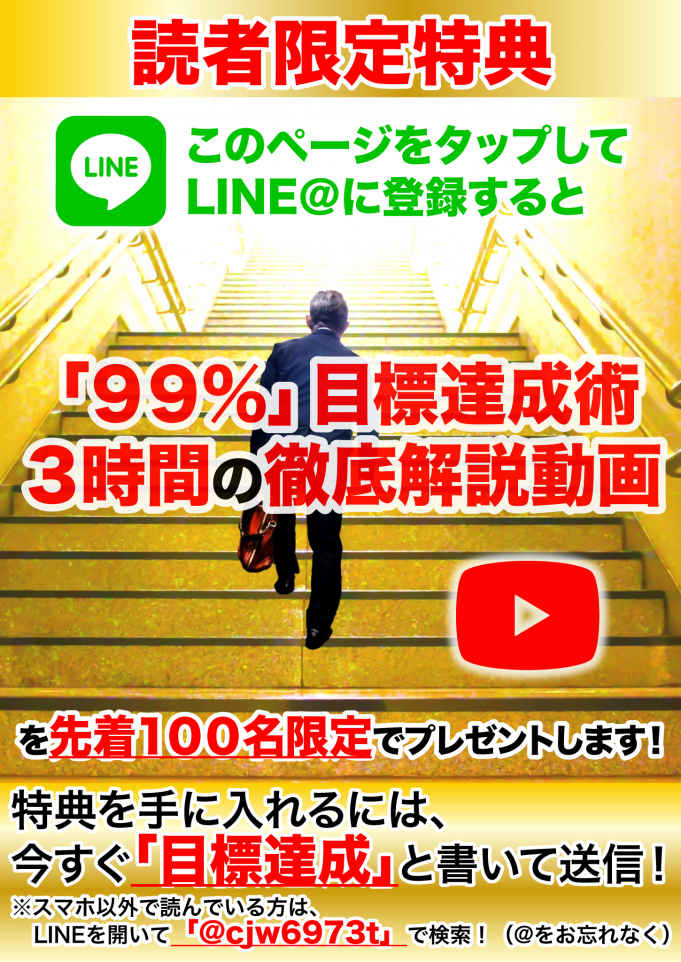 読者限定特典
LINE
このページをタップして
LINE@に登録すると
「99%」目標達成術
3時間の徹底解説動画
を先着100名限定でプレゼントします!
特典を手に入れるには、
今すぐ「目標達成」と書いて送信!
※スマホ以外で読んでいる方は、
LINEを開いて「@cjw6973t」で検索!(@をお忘れなく)